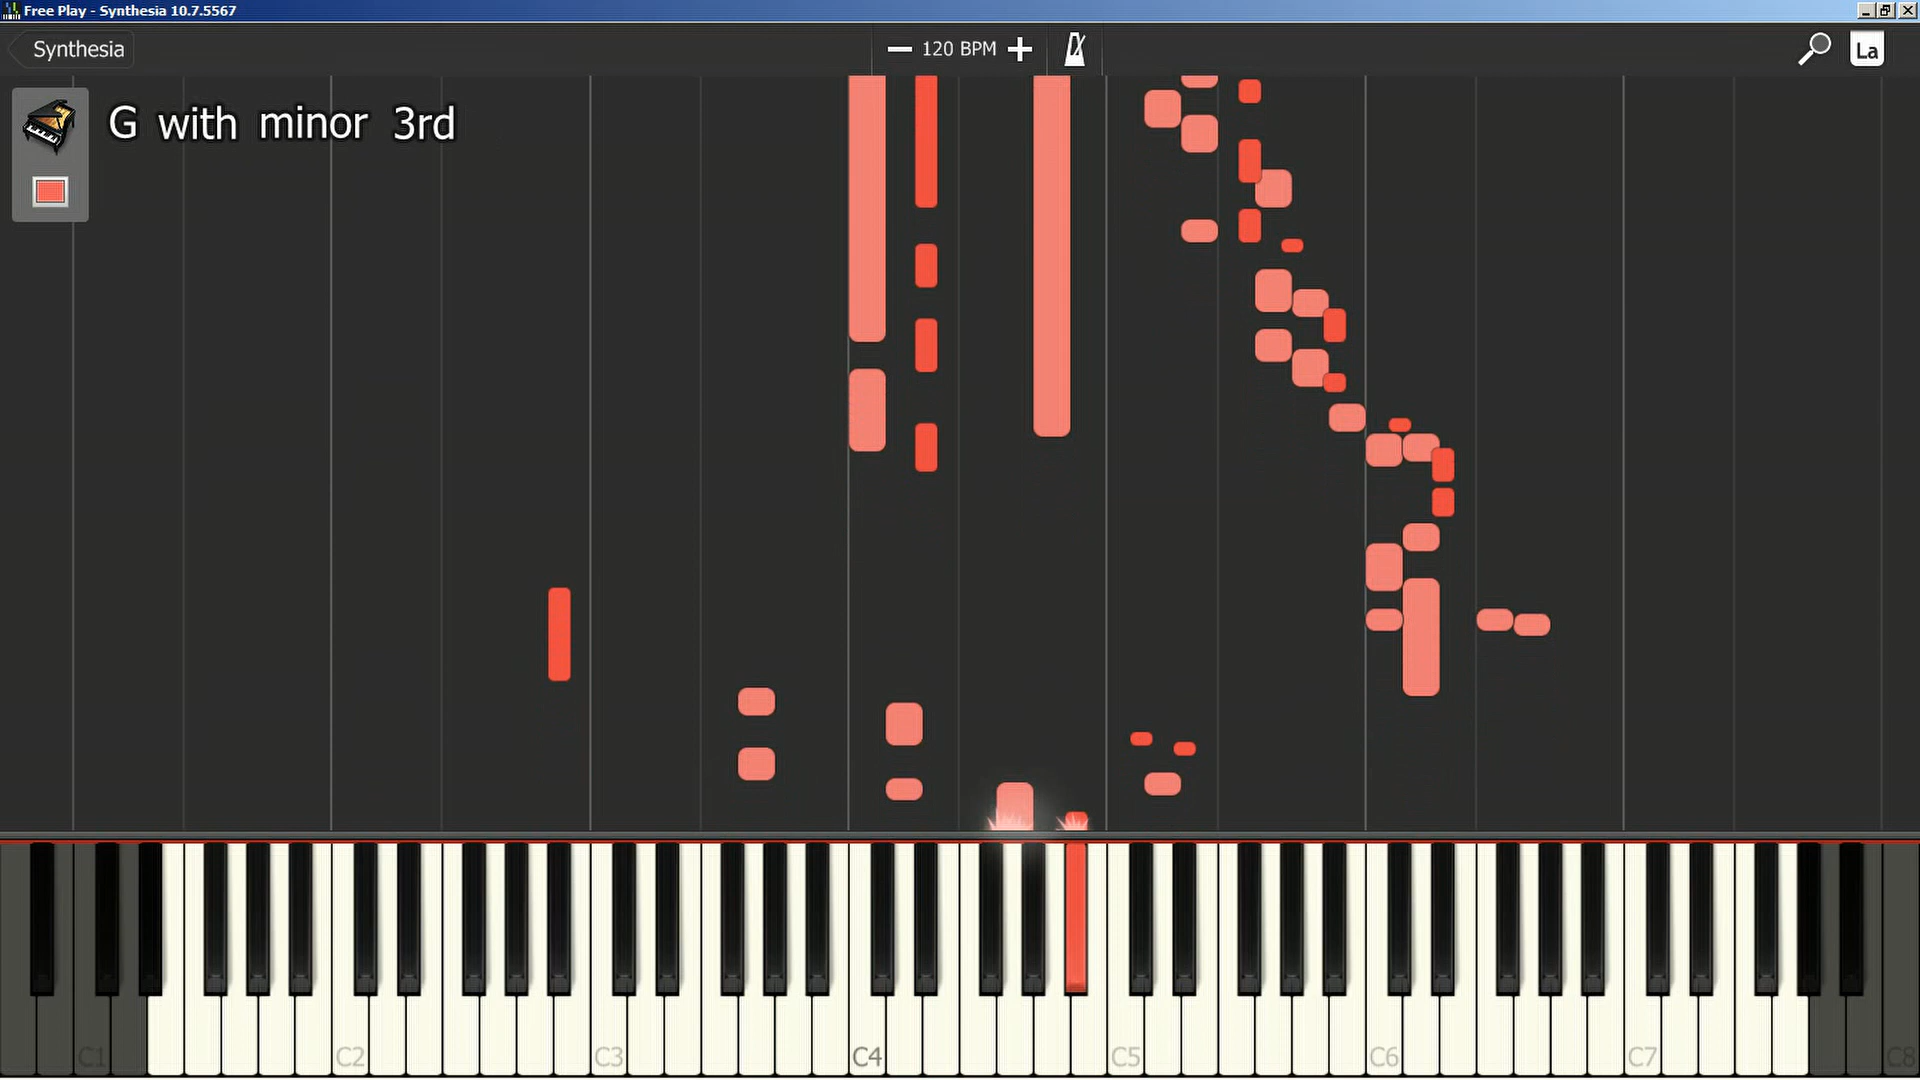 Free Play - Synthesia 10.7.5567
Synthesia
120 BPM
La
G with minor 3rd
C1 C2 C3 C4 C5 C6 C7 C8